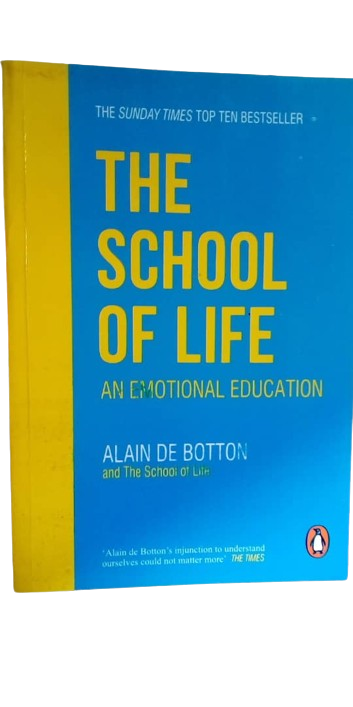 THE SUNDAY TIMES TOP TEN BESTSELLER
THE
SCHOOL
OF LIFE
AN EMOTIONAL EDUCATION
ALAIN DE BOTTON
and The School of Life
'Alain de Botton's injunction to understand
ourselves could not matter more' THE TIMES